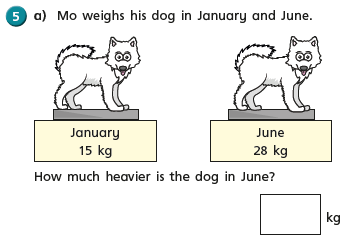 5 a) Mo weighs his dog in January and June.
January June
15 kg 28 kg
How much heavier is the dog in June?
kg